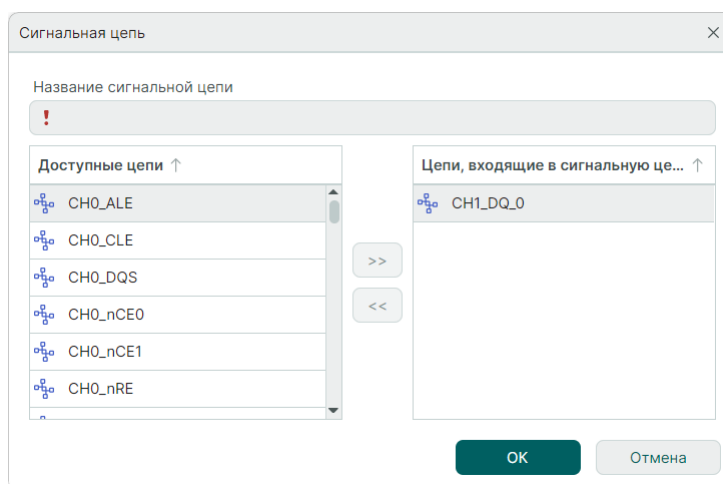 Сигнальная цепь
Название сигнальной цепи
!
Доступные цепи ↑
Цепи, входящие в сигнальную це... ↑
CH0_ALE
CH1_DQ_0
CH0_CLE
CH0_DQS
>>
CH0_nCE0
<<
CH0_nCE1
CH0_nRE
OK
Отмена